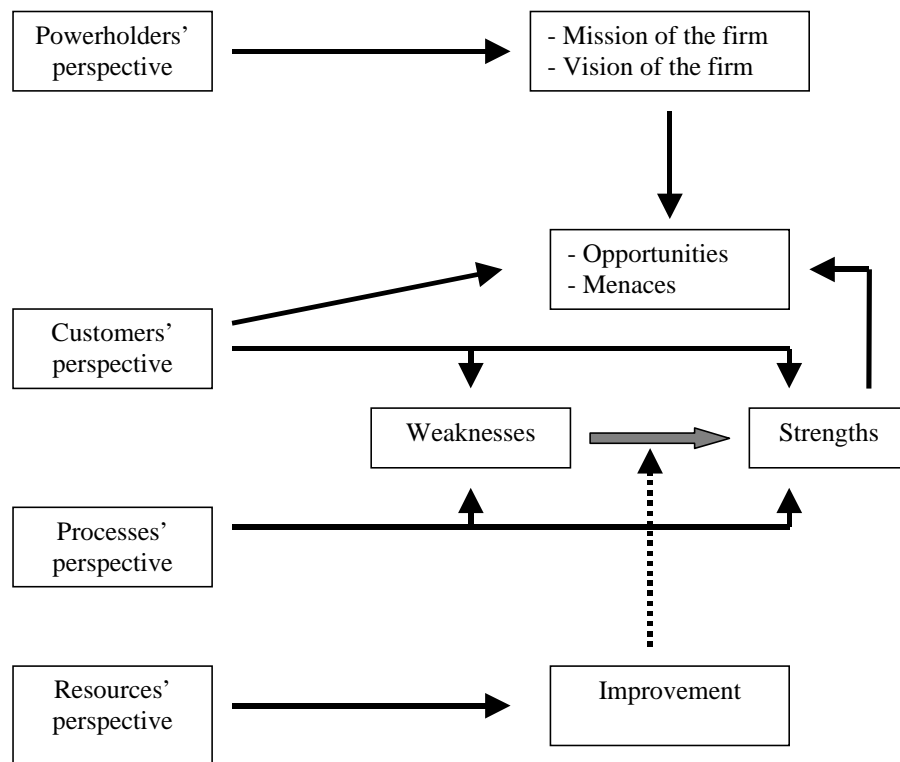 Powerholders’
perspective
- Mission of the firm
- Vision of the firm
- Opportunities
- Menaces
Customers’
perspective
Weaknesses
Strengths
Processes’
perspective
Resources’
perspective
Improvement